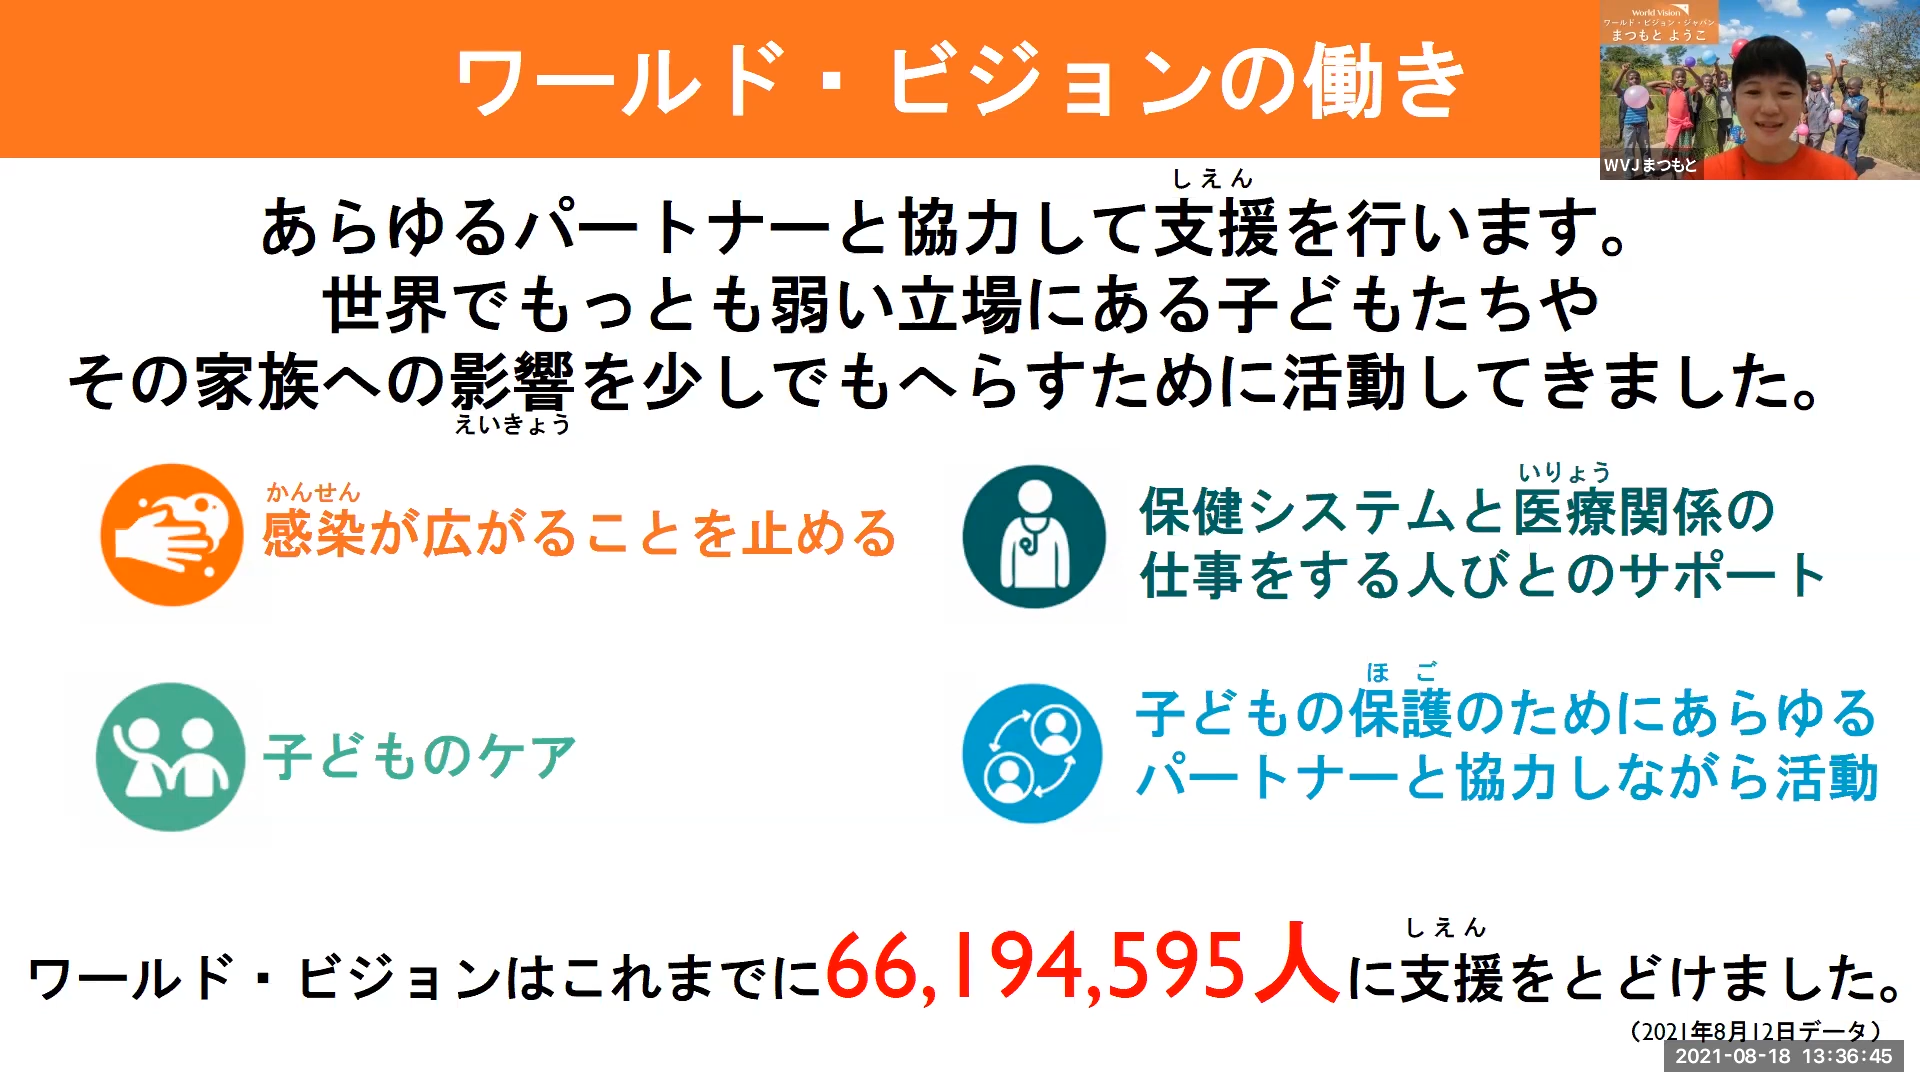 ワールド・ビジョンの働き
World Vision
ワールド・ビジョン・ジャパン
まつもと ようこ
WVJまつもと
しえん
あらゆるパートナーと協力して支援を行います。
世界でもっとも弱い立場にある子どもたちや
その家族への影響を少しでもへらすために活動してきました。
えいきょう
かんせん
感染が広がることを止める
いりょう
保健システムと医療関係の
仕事をする人びとのサポート
子どものケア
ほ ご
子どもの保護のためにあらゆる
パートナーと協力しながら活動
しえん
ワールド・ビジョンはこれまでに66,194,595人に支援をとどけました。
（2021年8月12日データ）
2021-08-18 13:36:45